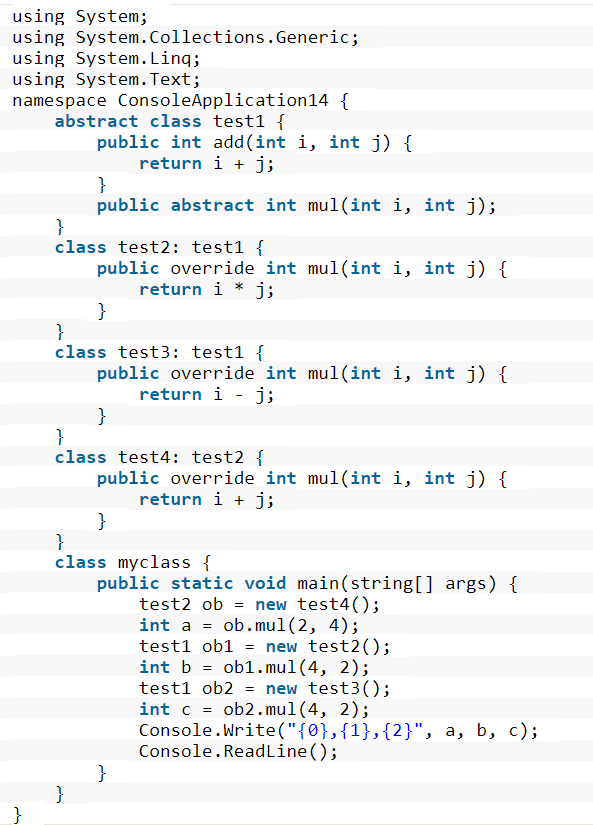 using System;
using System.Collections.Generic;
using System.Linq;
using System.Text;
namespace ConsoleApplication14 {
    abstract class test1 {
        public int add(int i, int j) {
            return i + j;
        }
        public abstract int mul(int i, int j);
    }
    class test2: test1 {
        public override int mul(int i, int j) {
            return i * j;
        }
    }
    class test3: test1 {
        public override int mul(int i, int j) {
            return i - j;
        }
    }
    class test4: test2 {
        public override int mul(int i, int j) {
            return i + j;
        }
    }
    class myclass {
        public static void main(string[] args) {
            test2 ob = new test4();
            int a = ob.mul(2, 4);
            test1 ob1 = new test2();
            int b = ob1.mul(4, 2);
            test1 ob2 = new test3();
            int c = ob2.mul(4, 2);
            Console.Write("{0},{1},{2}", a, b, c);
            Console.ReadLine();
        }
    }
}